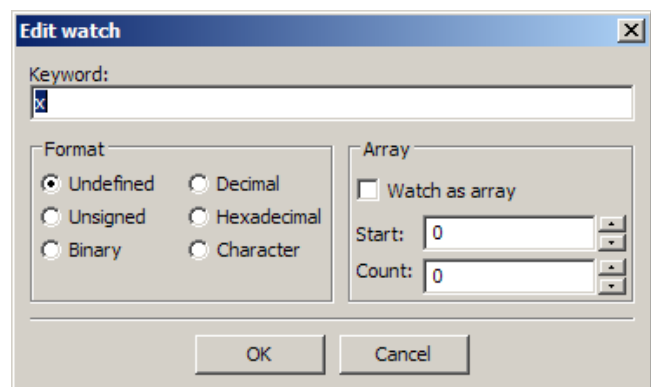 Edit watch
Keyword:
x
Format
Undefined
Decimal
Unsigned
Hexadecimal
Binary
Character
Array
Watch as array
Start: 0
Count: 0
OK
Cancel